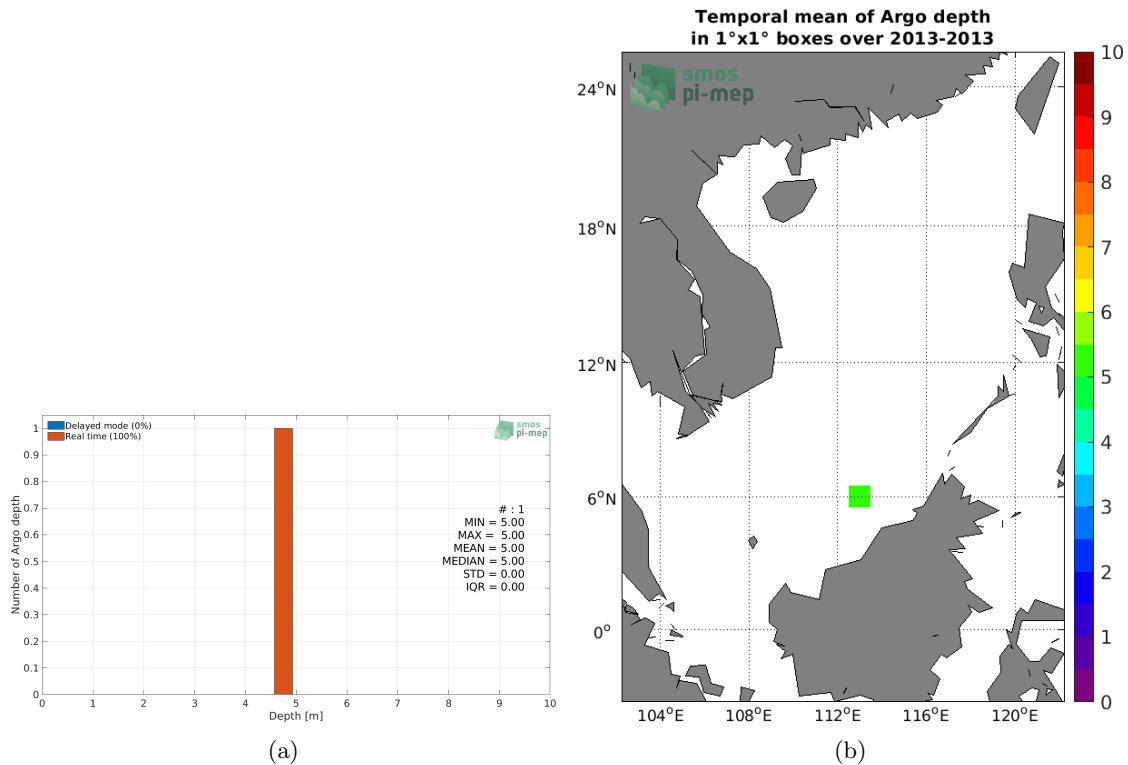 Delayed mode (0%)
Real time (100%)
smos
pi-mep
Number of Argo depth
1
0.9
0.8
0.7
0.6
0.5
0.4
0.3
0.2
0.1
0
# : 1
MIN = 5.00
MAX = 5.00
MEAN = 5.00
MEDIAN = 5.00
STD = 0.00
IQR = 0.00
0 1 2 3 4 5 6 7 8 9 10
Depth [m]
(a)
Temporal mean of Argo depth
in 1°x1° boxes over 2013-2013
smos
pi-mep
24°N
18°N
12°N
6°N
0°
104°E 108°E 112°E 116°E 120°E
10
9
8
7
6
5
4
3
2
1
0
(b)